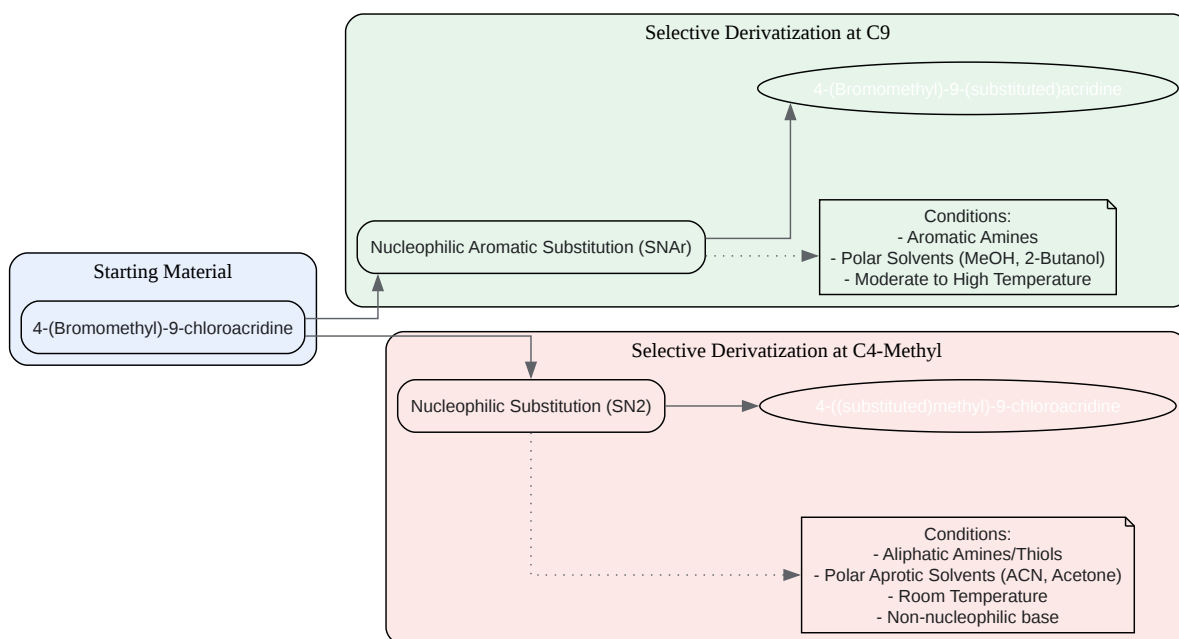 Selective Derivatization at C9
4-(Bromomethyl)-9-(substituted)acridine
Conditions:
- Aromatic Amines
- Polar Solvents (MeOH, 2-Butanol)
- Moderate to High Temperature
Nucleophilic Aromatic Substitution (SNAr)
Starting Material
4-(Bromomethyl)-9-chloroacridine
Selective Derivatization at C4-Methyl
Nucleophilic Substitution (SN2)
4-((substituted)methyl)-9-chloroacridine
Conditions:
- Aliphatic Amines/Thiols
- Polar Aprotic Solvents (ACN, Acetone)
- Room Temperature
- Non-nucleophilic base